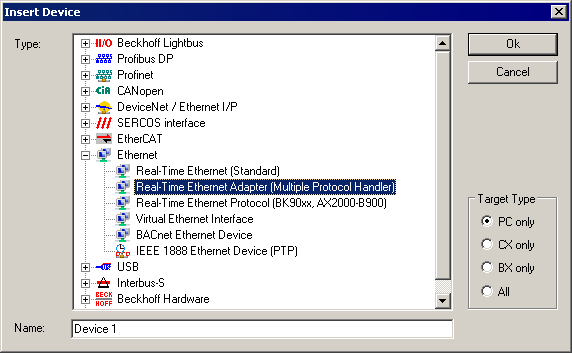 Insert Device
Type:
II/O Beckhoff Lightbus
Profibus DP
Profinet
CiA CANopen
DeviceNet / Ethernet I/P
SERCOS interface
EtherCAT
Ethernet
Real-Time Ethernet (Standard)
Real-Time Ethernet Adapter (Multiple Protocol Handler)
Real-Time Ethernet Protocol (BK90xx, AX2000-B900)
Virtual Ethernet Interface
BACnet Ethernet Device
PTP IEEE 1888 Ethernet Device (PTP)
USB
Interbus-S
BECK HOFF Beckhoff Hardware
Ok
Cancel
Target Type
PC only
CX only
BX only
All
Name: Device 1